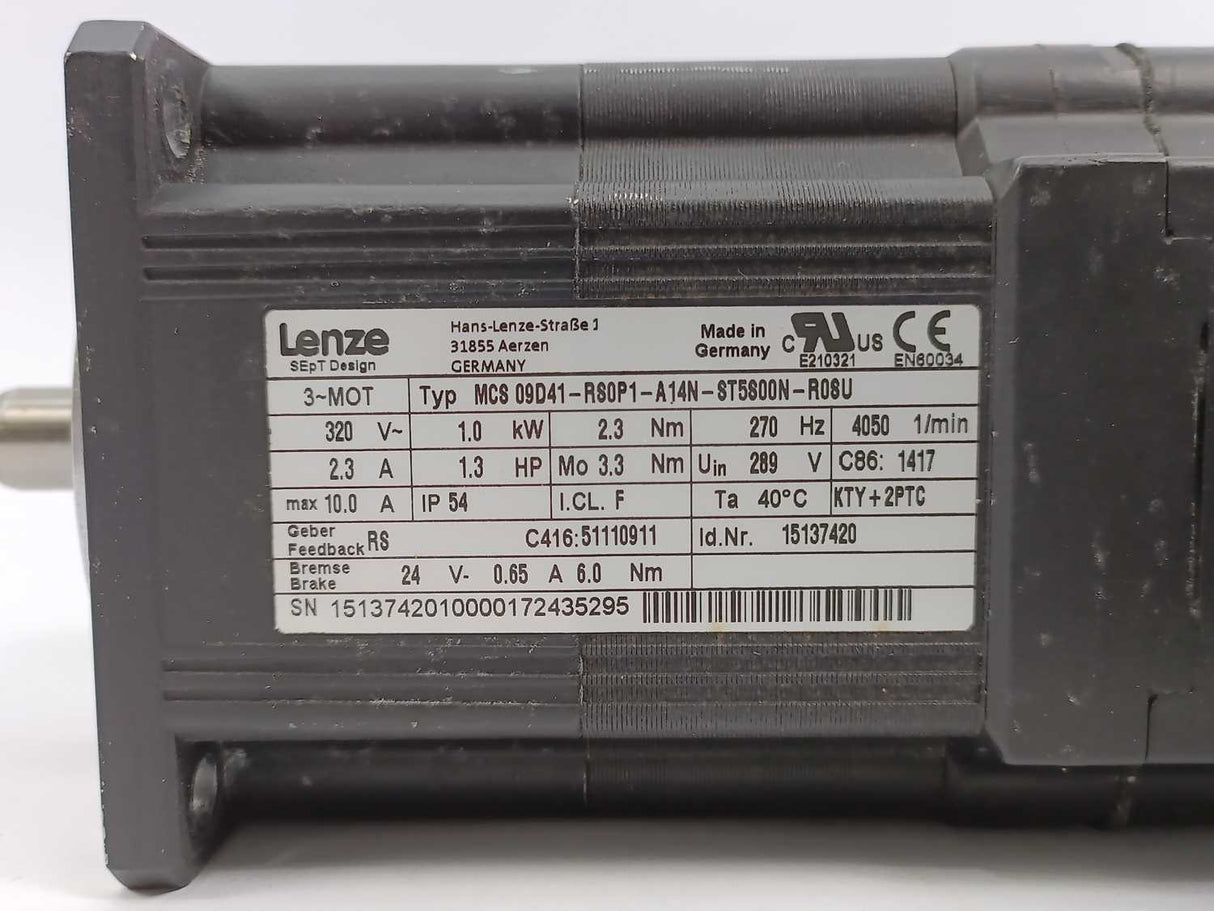 Lenze
SEpT Design
Hans-Lenze-Straße 1
31855 Aerzen
GERMANY
Made in
Germany
C RU US CE
E210321 EN60034
3~MOT Typ MCS 09D41-RS0P1-A14N-ST5S00N-R0SU
320 V~ 1.0 kW 2.3 Nm 270 Hz 4050 1/min
2.3 A 1.3 HP Mo 3.3 Nm Uin 289 V C86: 1417
max 10.0 A IP 54 I.CL. F Ta 40°C KTY+2PTC
Geber
Feedback RS C416:51110911 Id.Nr. 15137420
Bremse
Brake 24 V- 0.65 A 6.0 Nm
SN 1513742010000172435295